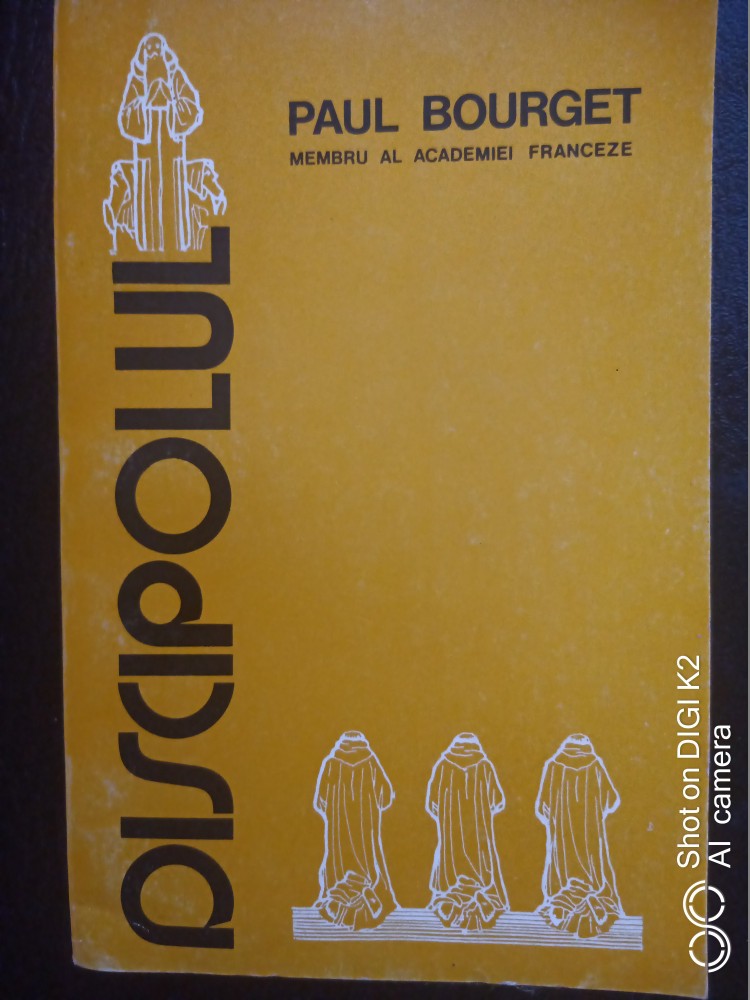 PAUL BOURGET
MEMBRU AL ACADEMIEI FRANCEZE
DISCIPOLUL
Shot on DIGI K2
AI camera